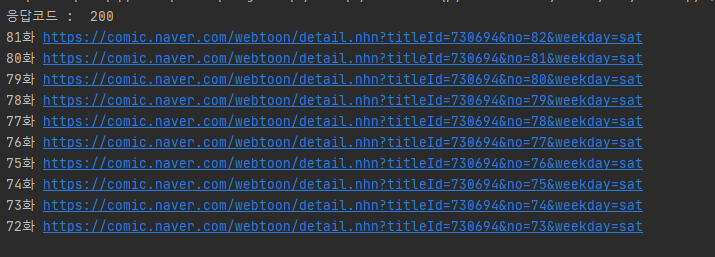 응답코드 :  200
81화 https://comic.naver.com/webtoon/detail.nhn?titleId=730694&no=82&weekday=sat
80화 https://comic.naver.com/webtoon/detail.nhn?titleId=730694&no=81&weekday=sat
79화 https://comic.naver.com/webtoon/detail.nhn?titleId=730694&no=80&weekday=sat
78화 https://comic.naver.com/webtoon/detail.nhn?titleId=730694&no=79&weekday=sat
77화 https://comic.naver.com/webtoon/detail.nhn?titleId=730694&no=78&weekday=sat
76화 https://comic.naver.com/webtoon/detail.nhn?titleId=730694&no=77&weekday=sat
75화 https://comic.naver.com/webtoon/detail.nhn?titleId=730694&no=76&weekday=sat
74화 https://comic.naver.com/webtoon/detail.nhn?titleId=730694&no=75&weekday=sat
73화 https://comic.naver.com/webtoon/detail.nhn?titleId=730694&no=74&weekday=sat
72화 https://comic.naver.com/webtoon/detail.nhn?titleId=730694&no=73&weekday=sat